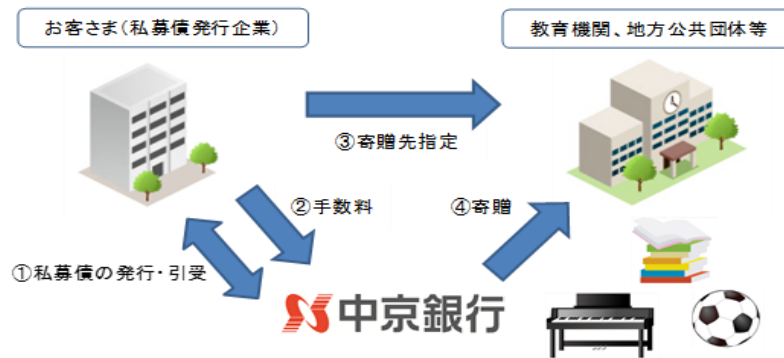 お客さま(私募債発行企業)
教育機関、地方公共団体等
③寄贈先指定
②手数料
④寄贈
①私募債の発行・引受
中京銀行